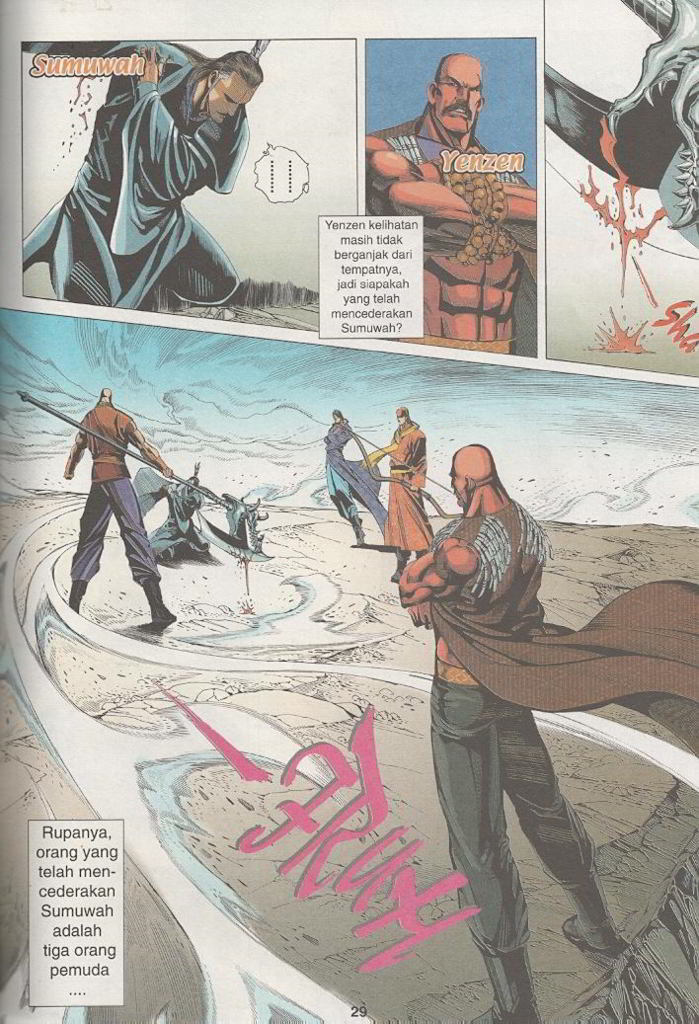 Sumuwah
......
Yenzen
Yenzen kelihatan
masih tidak
berganjak dari
tempatnya,
jadi siapakah
yang telah
mencederakan
Sumuwah?
Rupanya,
orang yang
telah men-
cederakan
Sumuwah
adalah
tiga orang
pemuda
....
29